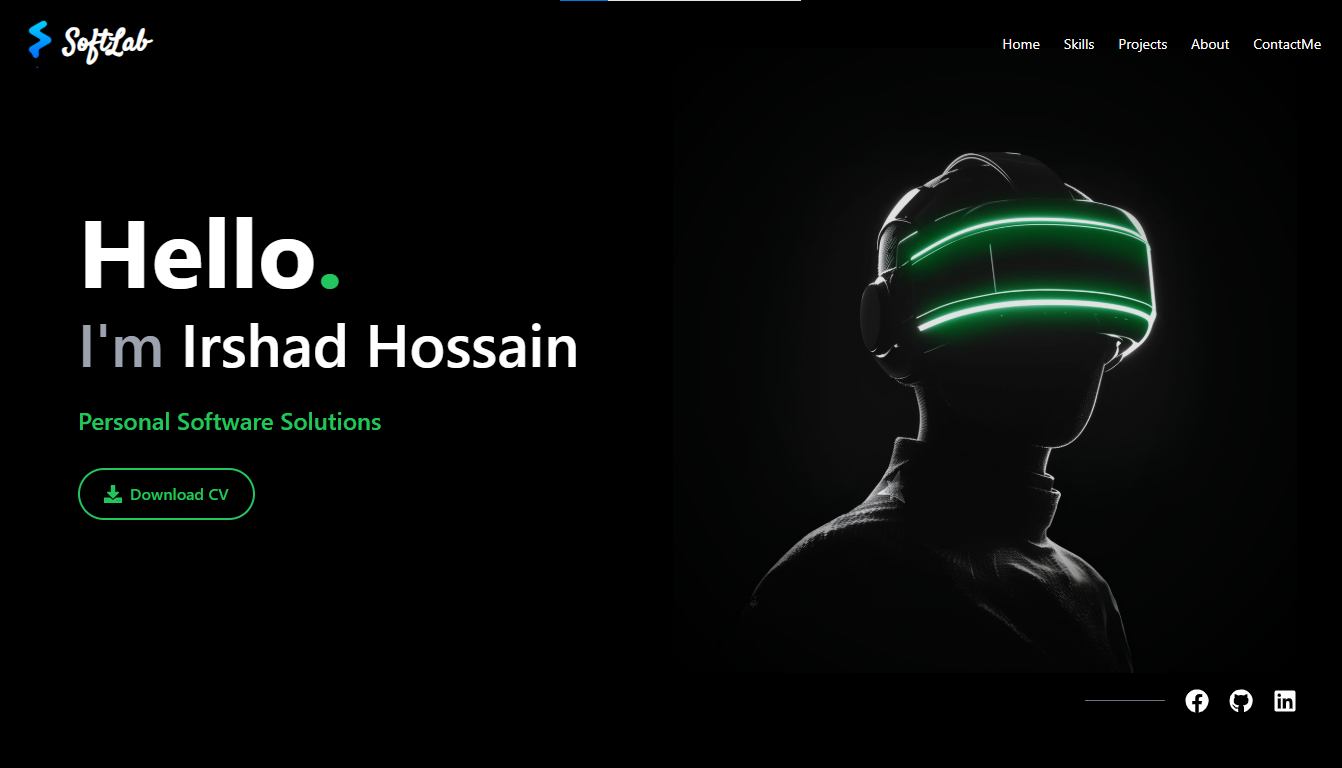 SoftLab
Home Skills Projects About ContactMe
Hello.
I'm Irshad Hossain
Personal Software Solutions
Download CV